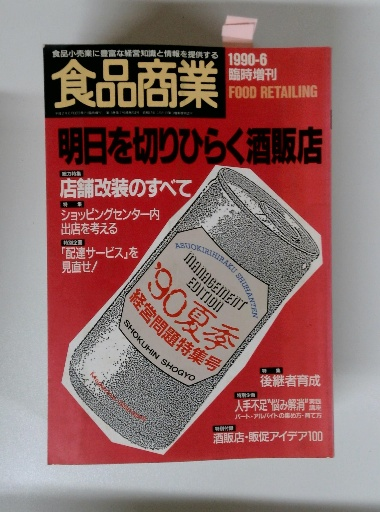 食品小売業に豊富な経営知識と情報を提供する
食品商業
1990-6
臨時増刊
FOOD RETAILING
明日を切りひらく酒販店
総力特集
店舗改装のすべて
特集
ショッピングセンター内
出店を考える
特別企画
「配達サービス」を
見直せ!
ASUOKIRIHIRAKU SHUHANTEN
management
EDITION
'90夏季
経営問題特集号
SHOKUHIN SHOGYO
特集
後継者育成
特別企画
人手不足“悩み解消”実践講座
パート・アルバイトの集め方・育て方
特別付録
酒販店・販促アイデア100